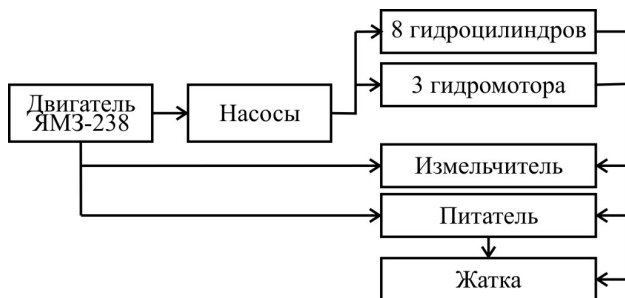 8 гидроцилиндров
3 гидромотора
Двигатель
ЯМЗ-238
Насосы
Измельчитель
Питатель
Жатка